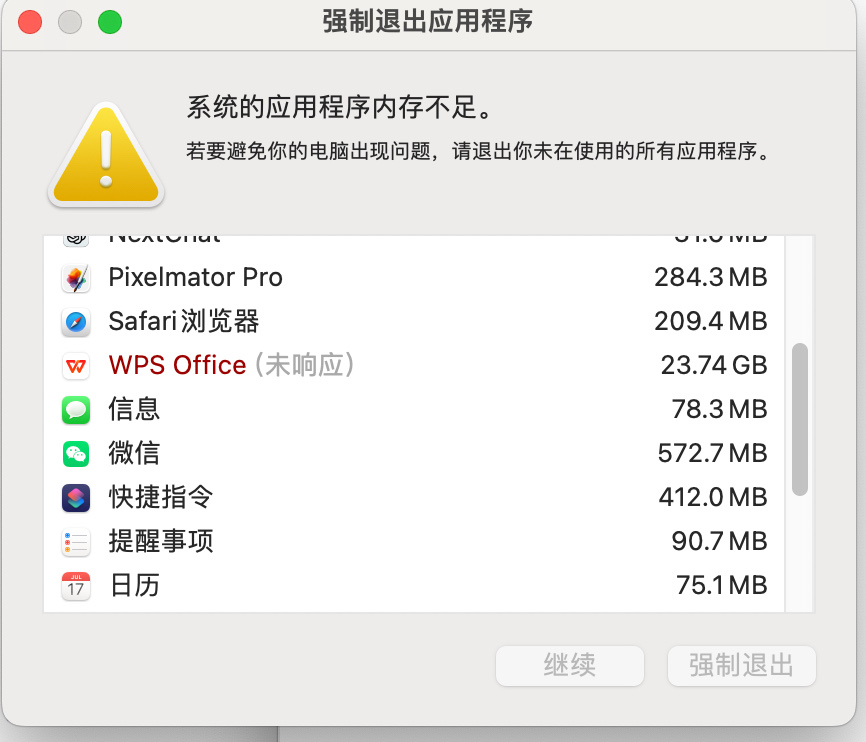 强制退出应用程序
系统的应用程序内存不足。
若要避免你的电脑出现问题，请退出你未在使用的所有应用程序。
NextChat MB
Pixelmator Pro 284.3 MB
Safari浏览器 209.4 MB
WPS Office (未响应) 23.74 GB
信息 78.3 MB
微信 572.7 MB
快捷指令 412.0 MB
提醒事项 90.7 MB
JUL
17
日历 75.1 MB
继续 强制退出